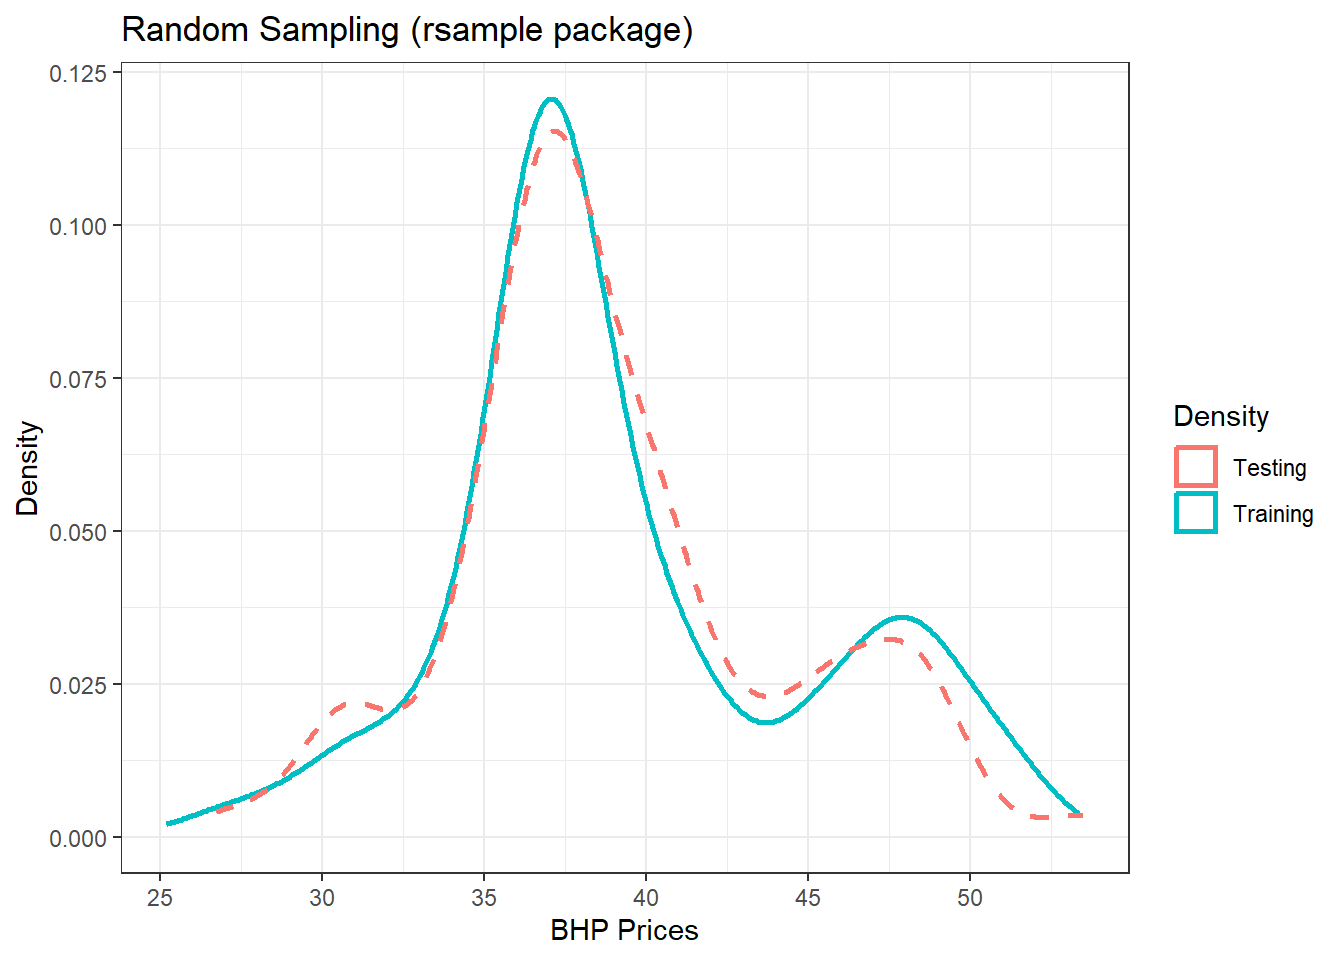 Random Sampling (rsample package)
0.125
0.100
0.075
0.050
0.025
0.000
Density
25 30 35 40 45 50
BHP Prices
Density
Testing
Training